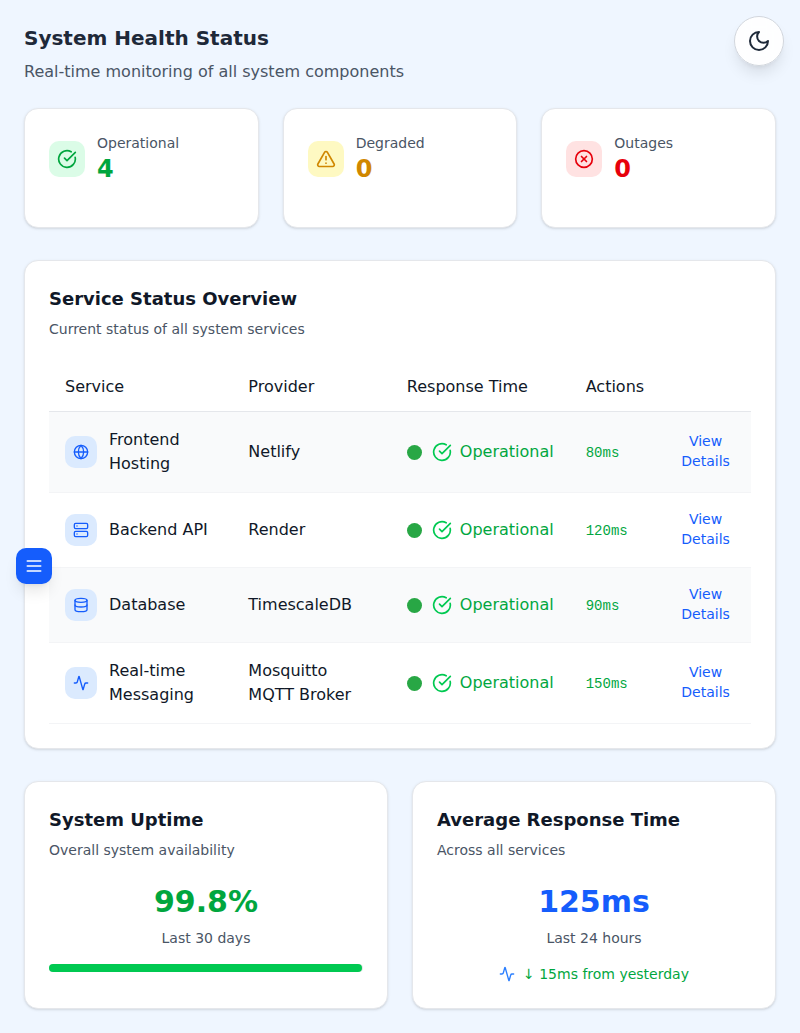 System Health Status
Real-time monitoring of all system components
Operational
4
Degraded
0
Outages
0
Service Status Overview
Current status of all system services
Service Provider Response Time Actions
Frontend
Hosting
Netlify
Operational
80ms
View
Details
Backend API
Render
Operational
120ms
View
Details
Database
TimescaleDB
Operational
90ms
View
Details
Real-time
Messaging
Mosquitto
MQTT Broker
Operational
150ms
View
Details
System Uptime
Overall system availability
99.8%
Last 30 days
Average Response Time
Across all services
125ms
Last 24 hours
↓ 15ms from yesterday